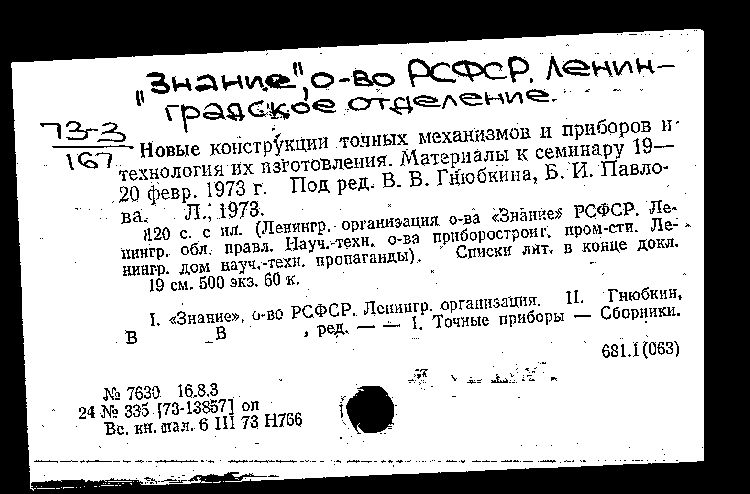 "Знание", о-во РСФСР. Ленин-
градское отделение.
73-3
167
Новые конструкции точных механизмов и приборов и
технология их изготовления. Материалы к семинару 19—
20 февр. 1973 г. Под ред. В. В. Гнюбкина, Б. И. Павло-
ва. Л., 1973.
120 с. с ил. (Ленингр. организация о-ва «Знание» РСФСР. Ле-
нингр. обл. правл. Науч.-техн. о-ва приборостроит. пром-сти. Ле-
нингр. дом науч.-техн. пропаганды). Списки лит. в конце докл.
19 см. 500 экз. 60 к.
I. «Знание», о-во РСФСР. Ленингр. организация. II. Гнюбкин,
В В , ред. — — 1. Точные приборы — Сборники.
681.1(063)
№ 7630 16.8.3
24 № 335 [73-13857] оп
Вс. кн. пал. 6 III 73 Н766